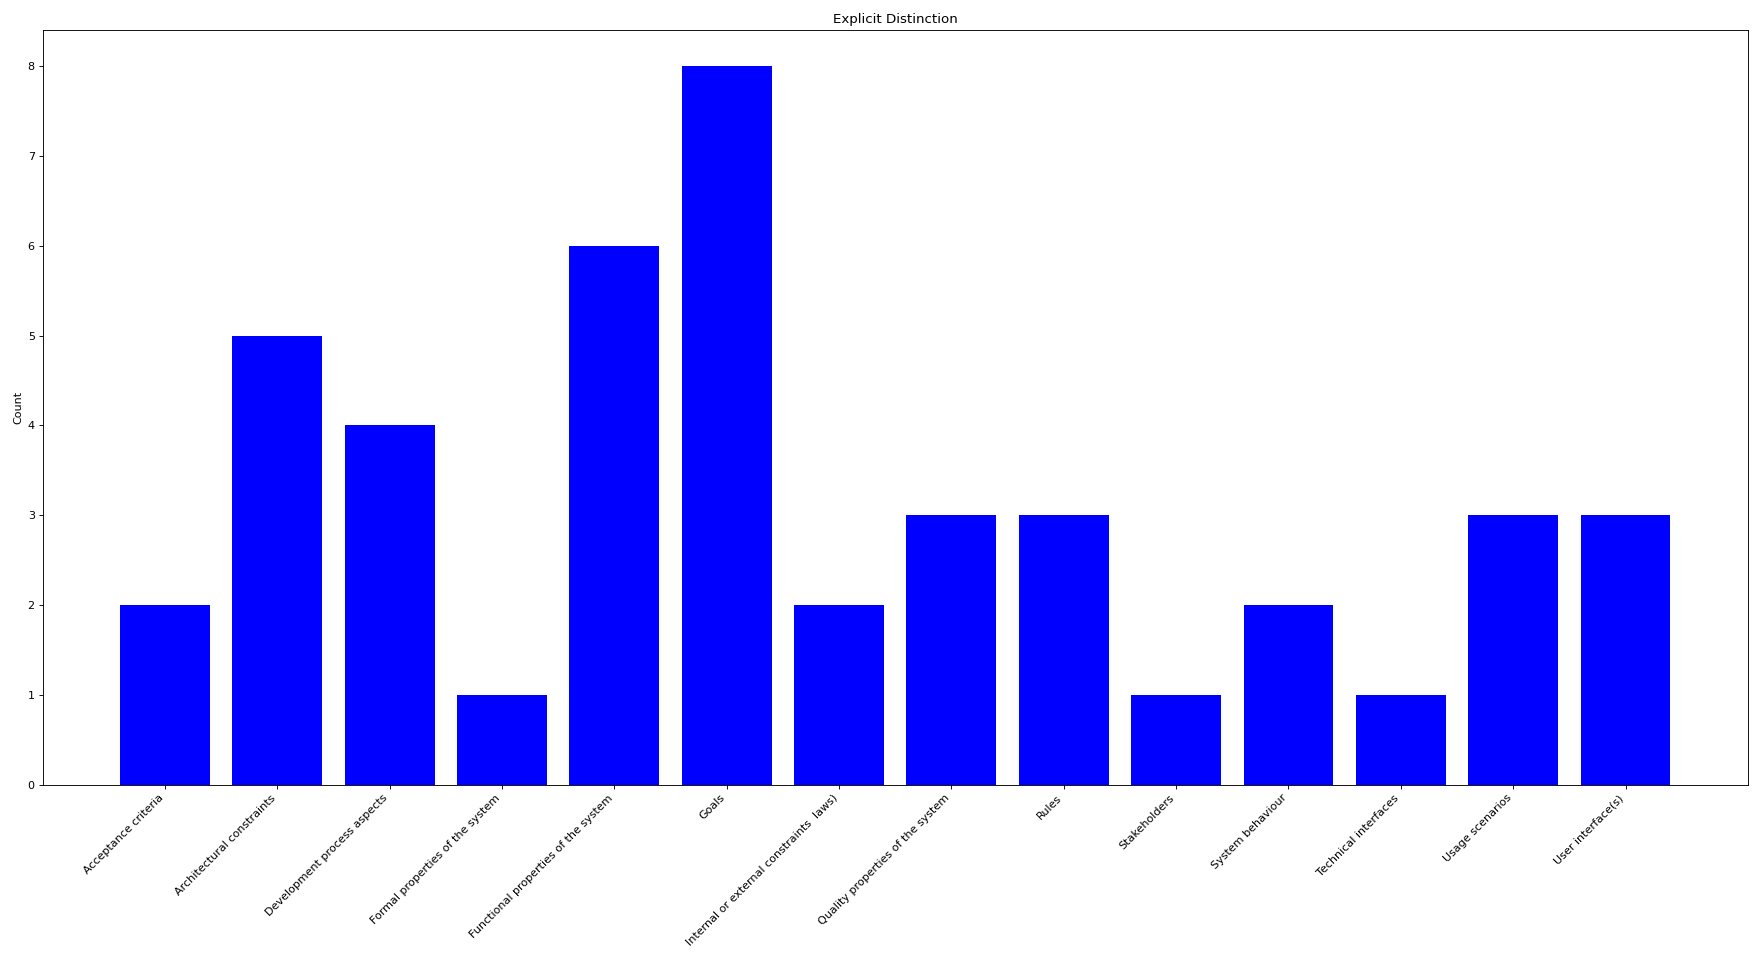 Explicit Distinction
8
7
6
5
4
3
2
1
0
Count
Acceptance criteria
Architectural constraints
Development process aspects
Formal properties of the system
Functional properties of the system
Goals
Internal or external constraints  laws)
Quality properties of the system
Rules
Stakeholders
System behaviour
Technical interfaces
Usage scenarios
User interface(s)